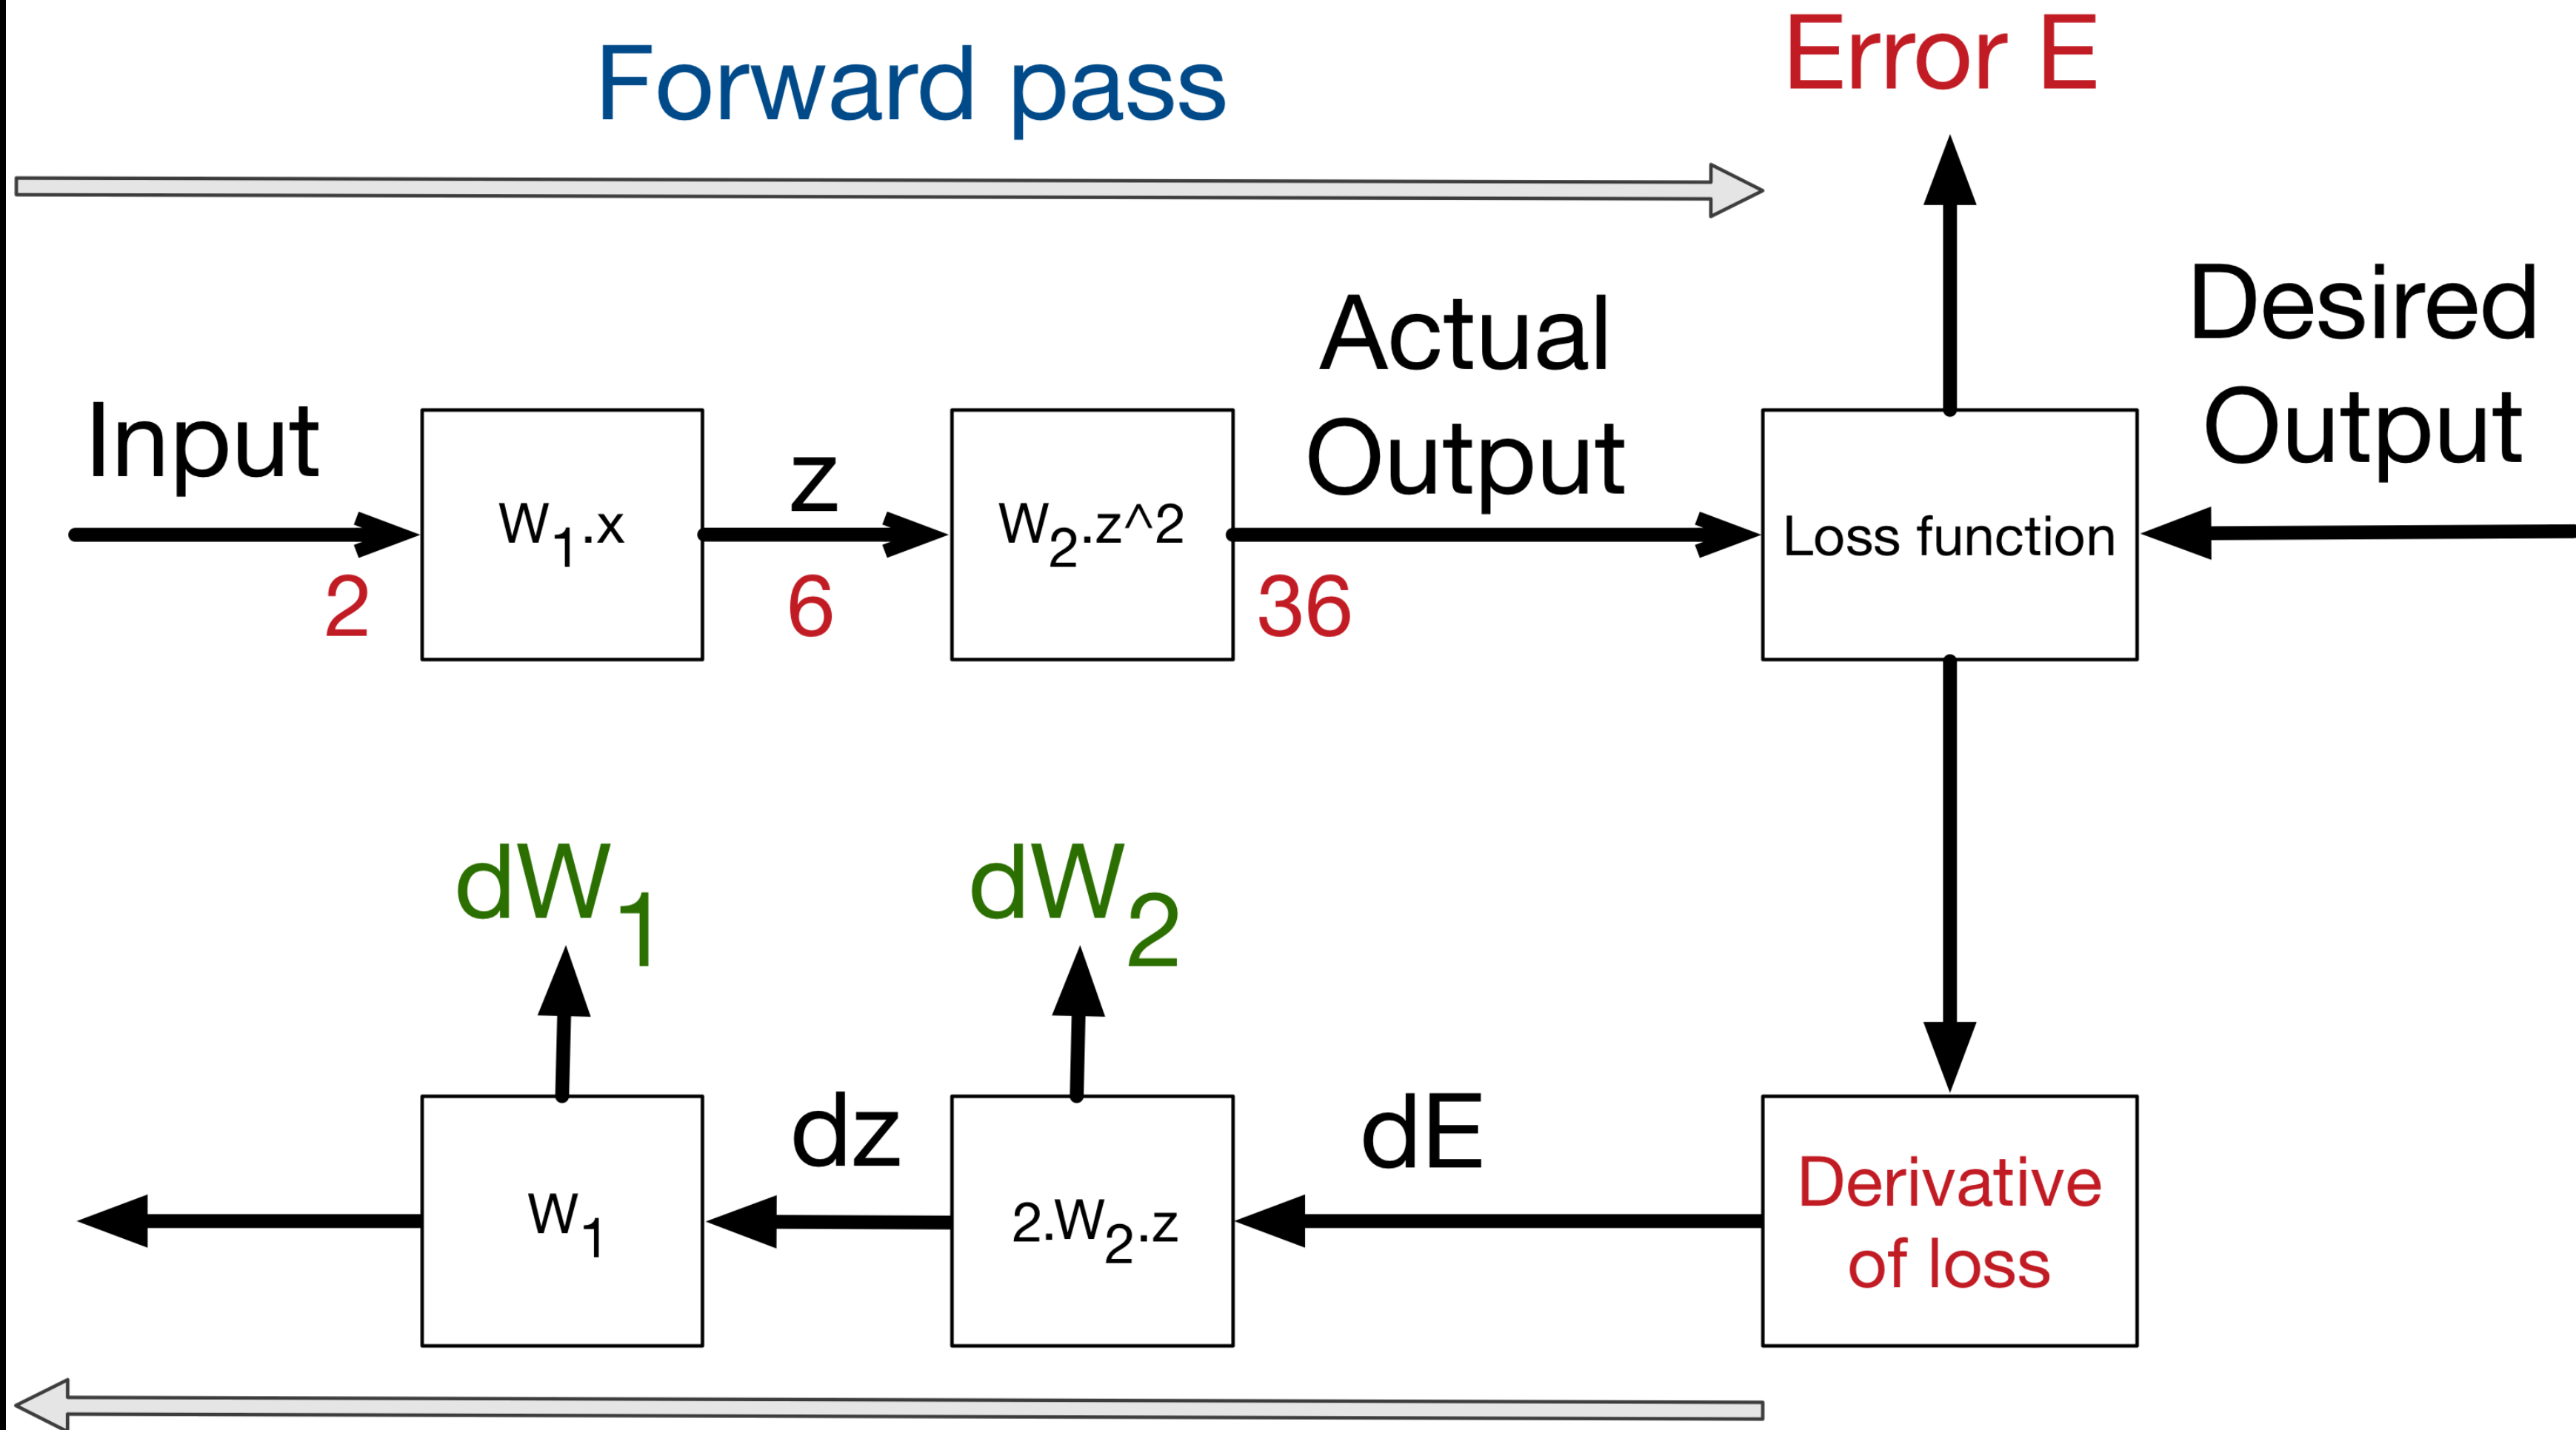 Forward pass
Error E
Input
W1.x
z
W2.z^2
Actual
Output
Loss function
Desired
Output
2
6
36
dW1
dW2
W1
dz
2.W2.z
dE
Derivative
of loss